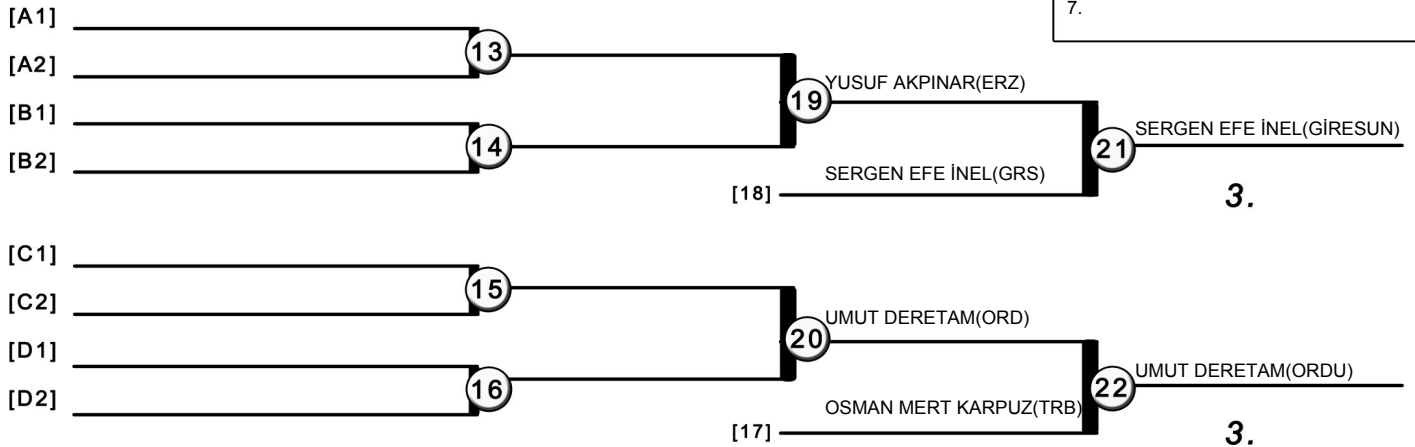 7.
[A1]
13
[A2]
YUSUF AKPINAR(ERZ)
19
[B1]
SERGEN EFE İNEL(GİRESUN)
14
21
[B2]
SERGEN EFE İNEL(GRS)
[18]
3.
[C1]
15
[C2]
UMUT DERETAM(ORD)
20
[D1]
UMUT DERETAM(ORDU)
16
22
[D2]
OSMAN MERT KARPUZ(TRB)
[17]
3.